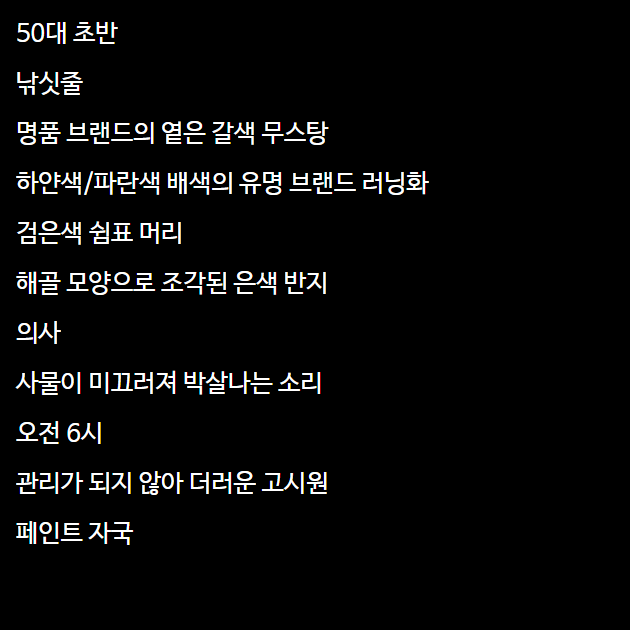 50대 초반
낚싯줄
명품 브랜드의 옅은 갈색 무스탕
하얀색/파란색 배색의 유명 브랜드 러닝화
검은색 쉼표 머리
해골 모양으로 조각된 은색 반지
의사
사물이 미끄러져 박살나는 소리
오전 6시
관리가 되지 않아 더러운 고시원
페인트 자국